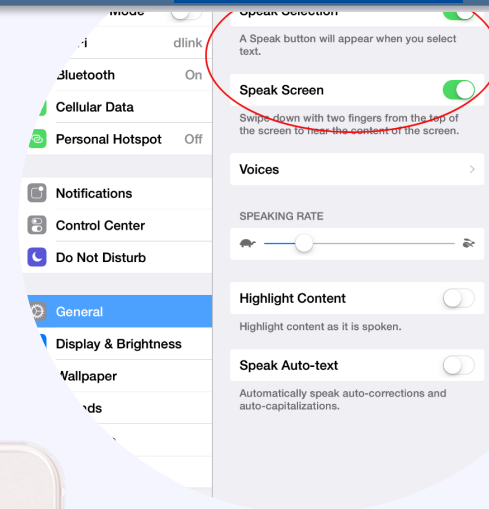 Mode
dlink
Bluetooth On
Cellular Data
Personal Hotspot Off
Notifications
Control Center
Do Not Disturb
General
Display & Brightness
Wallpaper
Speak Selection
A Speak button will appear when you select
text.
Speak Screen
Swipe down with two fingers from the top of
the screen to hear the content of the screen.
Voices
SPEAKING RATE
Highlight Content
Highlight content as it is spoken.
Speak Auto-text
Automatically speak auto-corrections and
auto-capitalizations.